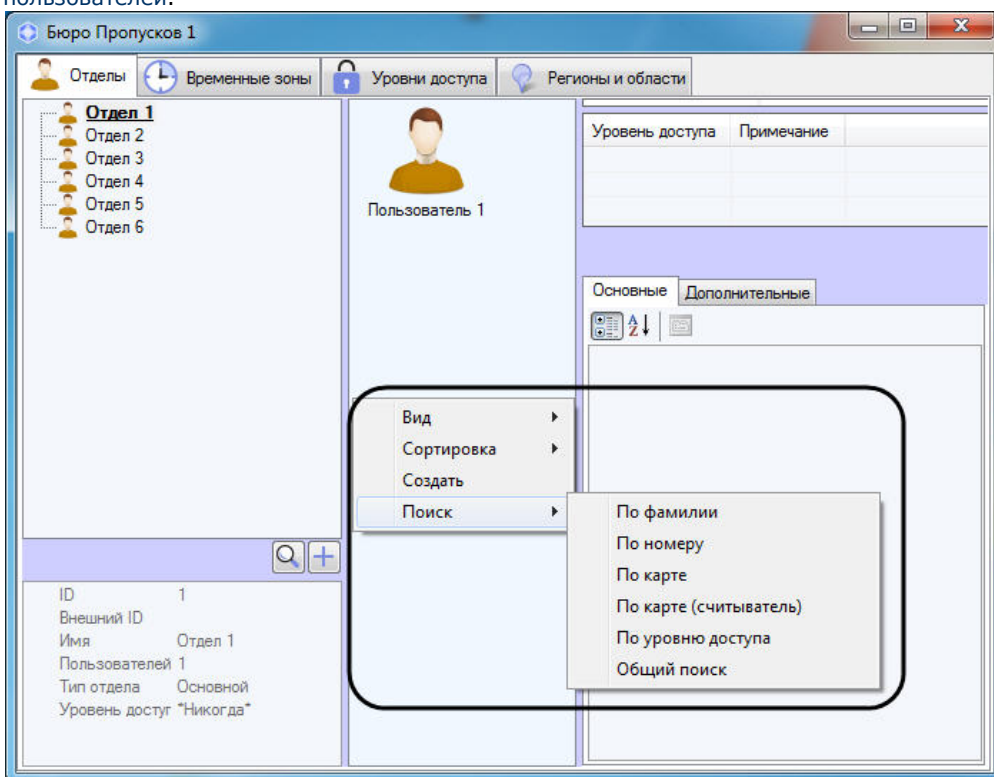 пользователей.
Бюро Пропусков 1
Отделы Временные зоны Уровни доступа Регионы и области
Отдел 1
Отдел 2
Отдел 3
Отдел 4
Отдел 5
Отдел 6
Пользователь 1
Уровень доступа Примечание
Основные Дополнительные
Вид
Сортировка
Создать
Поиск
По фамилии
По номеру
По карте
По карте (считыватель)
По уровню доступа
Общий поиск
ID 1
Внешний ID
Имя Отдел 1
Пользователей 1
Тип отдела Основной
Уровень достуг *Никогда*